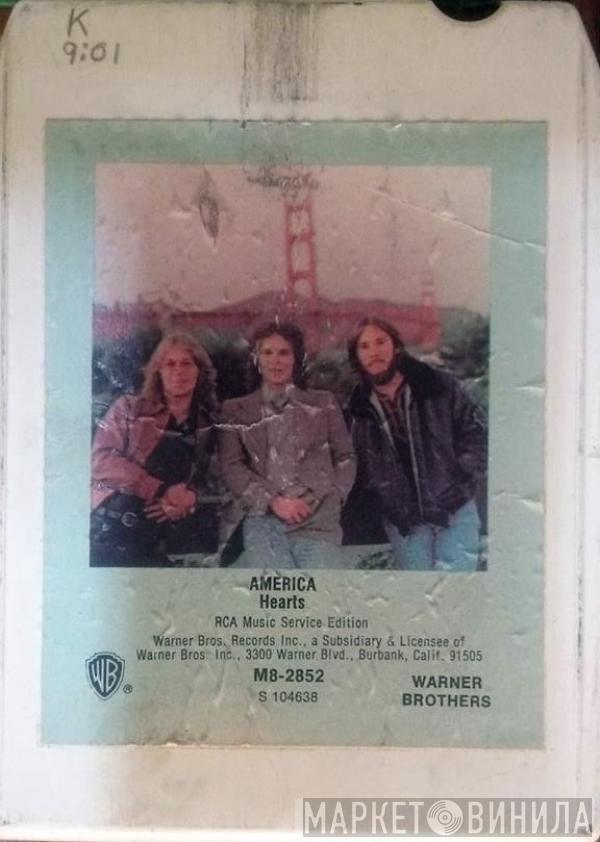 K
9:01
AMERICA
Hearts
RCA Music Service Edition
Warner Bros. Records Inc., a Subsidiary & Licensee of
Warner Bros. Inc., 3300 Warner Blvd., Burbank, Calif. 91505
WB ®
M8-2852
S 104638
WARNER
BROTHERS
МАРКЕТ ВИНИЛА